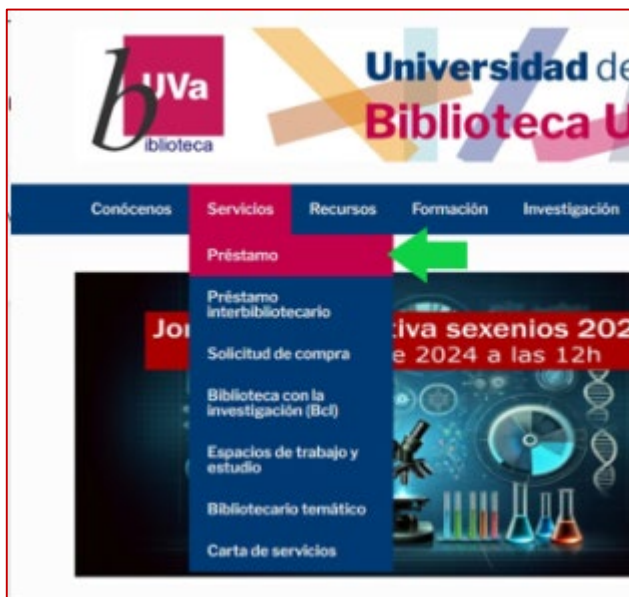 UVa
biblioteca
Universidad de
Biblioteca U
Conócenos Servicios Recursos Formación Investigación
Préstamo
Préstamo
interbibliotecario
Jor tiva sexenios 202
Solicitud de compra
e 2024 a las 12h
Biblioteca con la
investigación (BcI)
Espacios de trabajo y
estudio
Bibliotecario temático
Carta de servicios